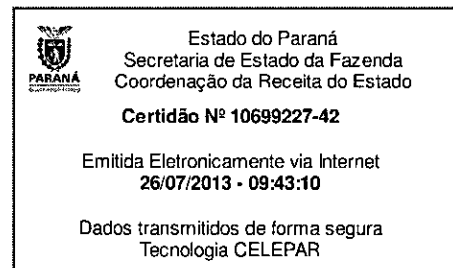 Estado do Paraná
Secretaria de Estado da Fazenda
Coordenação da Receita do Estado
PARANÁ
Certidão Nº 10699227-42
Emitida Eletronicamente via Internet
26/07/2013 - 09:43:10
Dados transmitidos de forma segura
Tecnologia CELEPAR